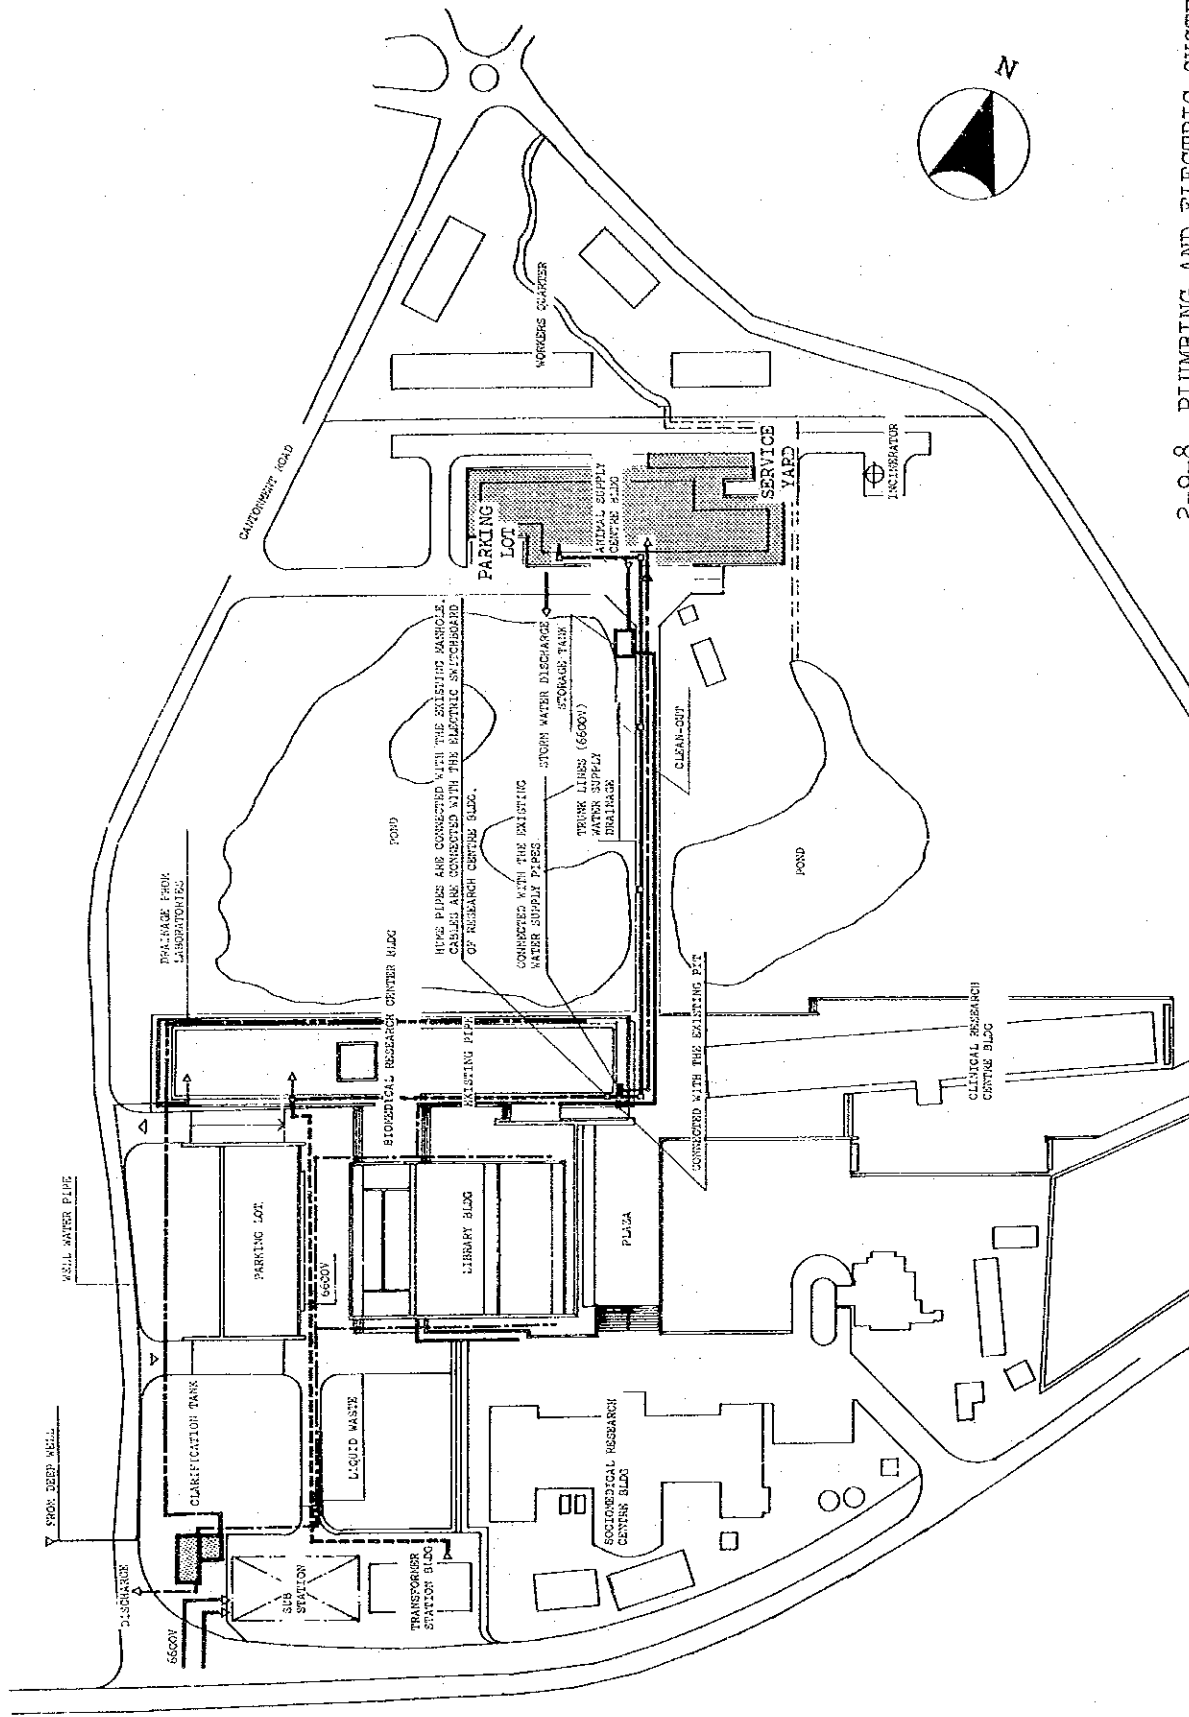 N
CANTONMENT ROAD
WORKERS QUARTER
PARKING
LOT
ANIMAL SUPPLY
CENTRE BLDG
SERVICE
YARD
INCINERATOR
HUME PIPES ARE CONNECTED WITH THE EXISTING MANHOLE.
CABLES ARE CONNECTED WITH THE ELECTRIC SWITCHBOARD
OF RESEARCH CENTRE BLDG.
STORM WATER DISCHARGE
STORAGE TANK
CONNECTED WITH THE EXISTING
WATER SUPPLY PIPES.
TRUNK LINES (6600V)
WATER SUPPLY
DRAINAGE
CLEAN-OUT
POND
POND
DRAINAGE FROM
LABORATORIES
BIOMEDICAL RESEARCH CENTER BLDG
EXISTING PIPE
CONNECTED WITH THE EXISTING PIT
CLINICAL RESEARCH
CENTRE BLDG
WELL WATER PIPE
PARKING LOT
6600V
LIBRARY BLDG
PLAZA
FROM DEEP WELL
CLARIFICATION TANK
LIQUID WASTE
SOCIOMEDICAL RESEARCH
CENTRE BLDG
DISCHARGE
6600V
SUB
STATION
TRANSFORMER
STATION BLDG
2-9-8 PLUMBING AND ELECTRIC